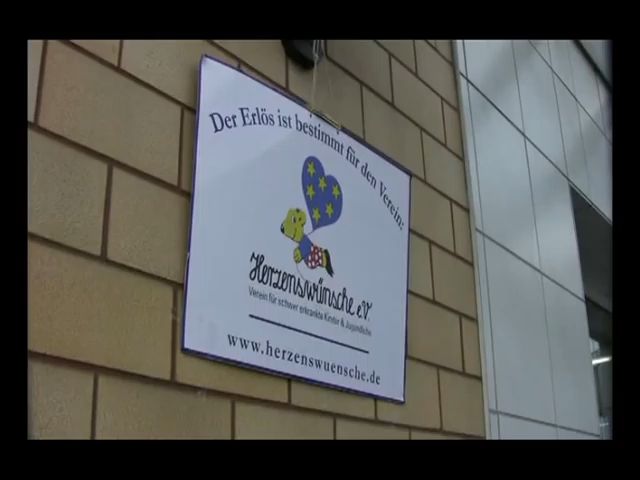 Der Erlös ist bestimmt für den Verein:
Herzenswünsche e.V.
Verein für schwer erkrankte Kinder & Jugendliche
www.herzenswuensche.de